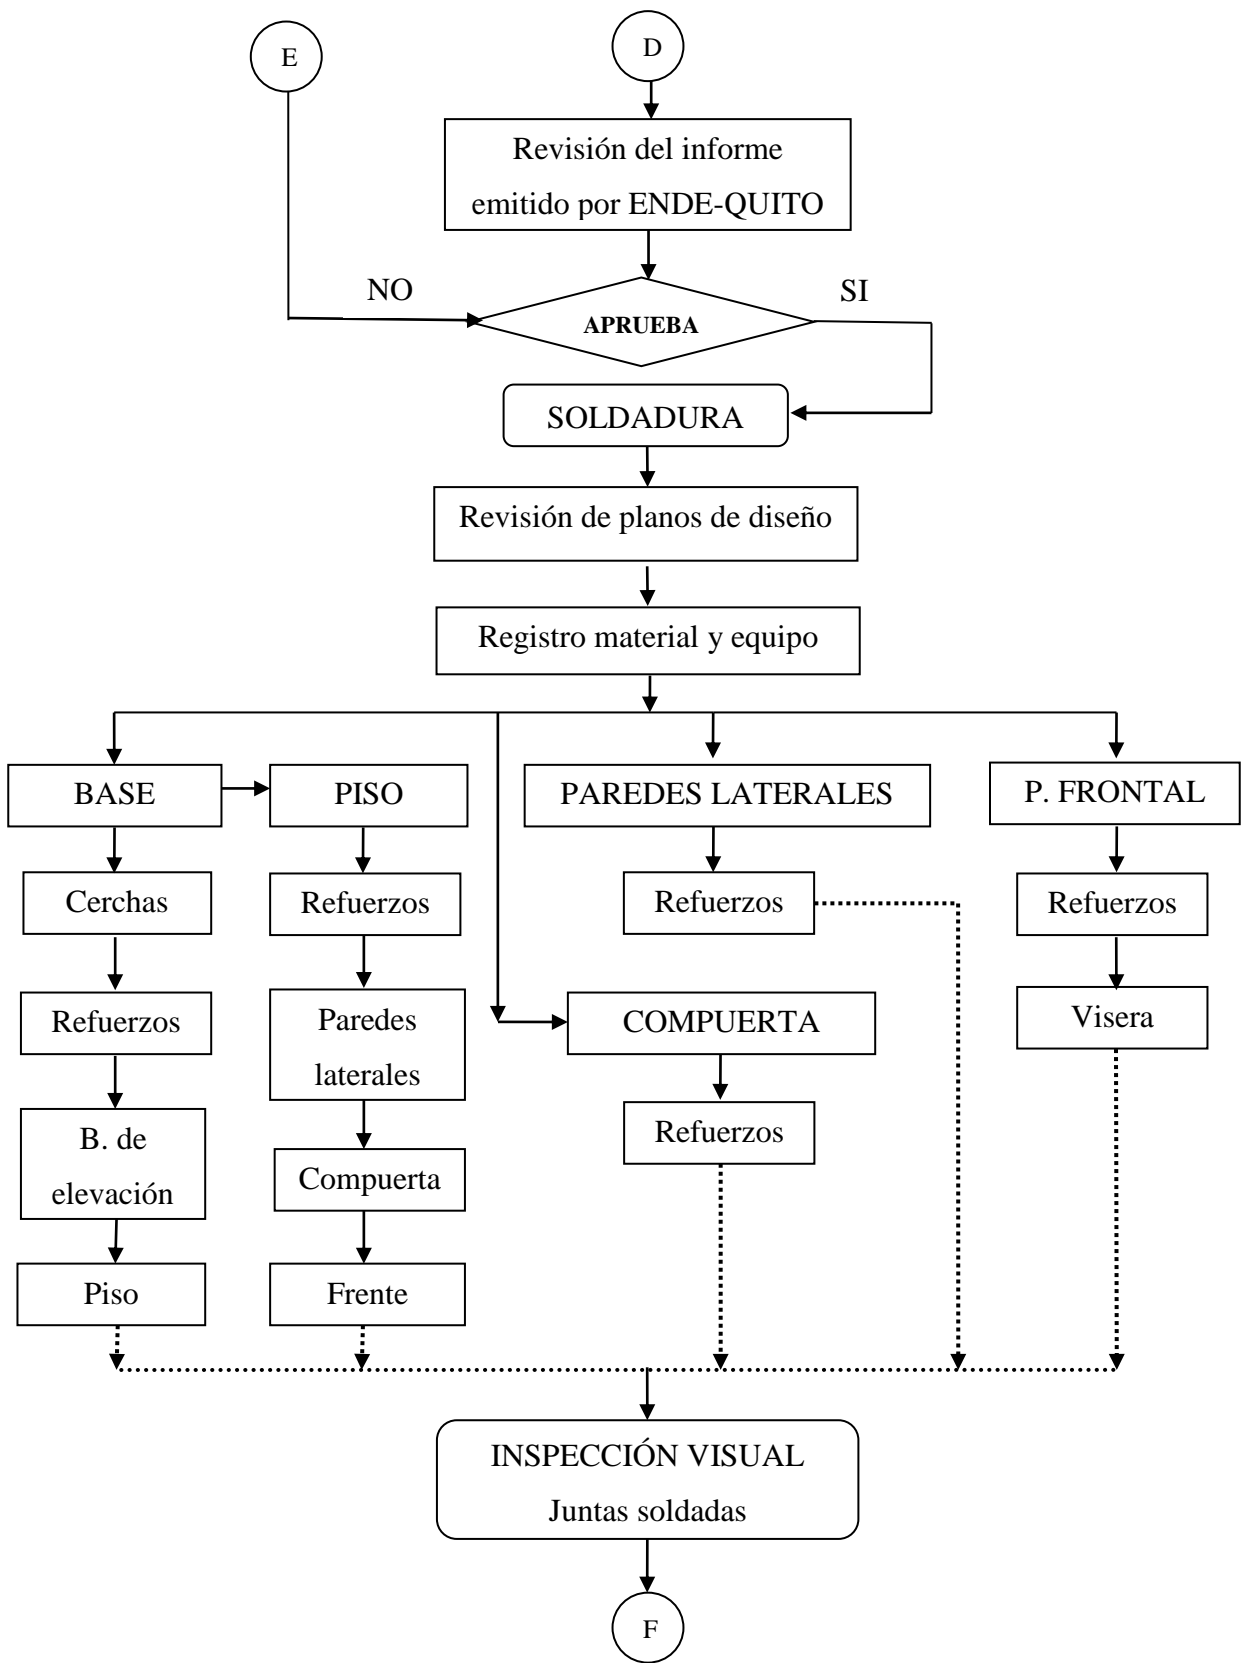 E
D
Revisión del informe
emitido por ENDE-QUITO
NO
SI
APRUEBA
SOLDADURA
Revisión de planos de diseño
Registro material y equipo
BASE
PISO
PAREDES LATERALES
P. FRONTAL
Cerchas
Refuerzos
Refuerzos
Refuerzos
Refuerzos
Paredes
laterales
COMPUERTA
Visera
B. de
elevación
Compuerta
Refuerzos
Piso
Frente
INSPECCIÓN VISUAL
Juntas soldadas
F